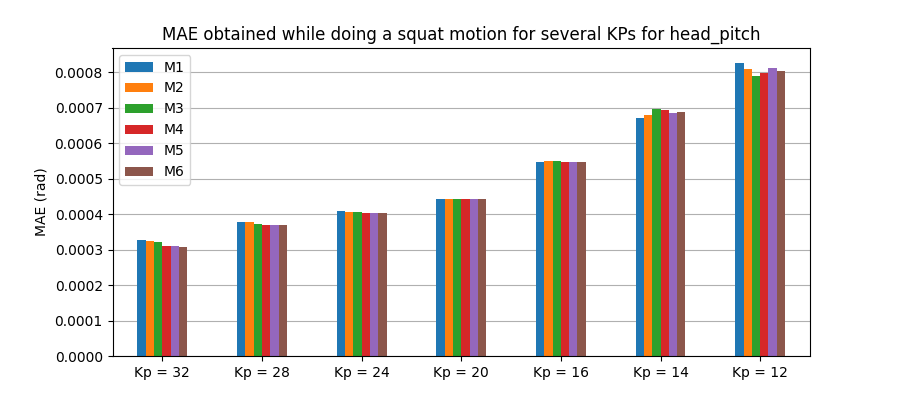 MAE obtained while doing a squat motion for several KPs for head_pitch
M1
M2
M3
M4
M5
M6
MAE (rad)
0.0008
0.0007
0.0006
0.0005
0.0004
0.0003
0.0002
0.0001
0.0000
Kp = 32 Kp = 28 Kp = 24 Kp = 20 Kp = 16 Kp = 14 Kp = 12